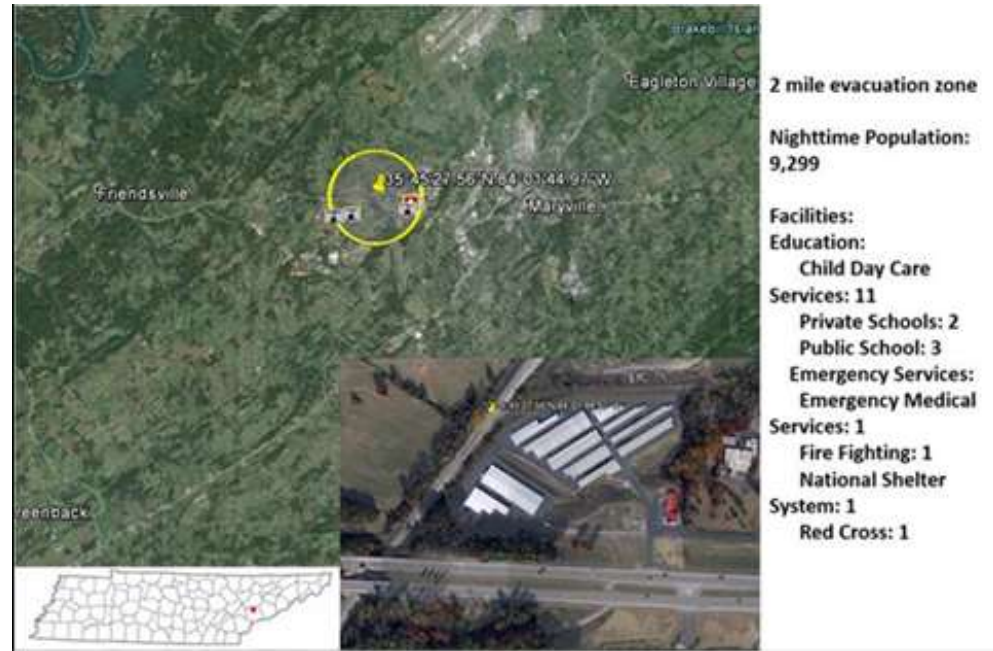 Eagleton Village
Friendsville
Maryville
2 mile evacuation zone
Nighttime Population:
9,299
Facilities:
Education:
Child Day Care
Services: 11
Private Schools: 2
Public School: 3
Emergency Services:
Emergency Medical
Services: 1
Fire Fighting: 1
National Shelter
System: 1
Red Cross: 1
reenback